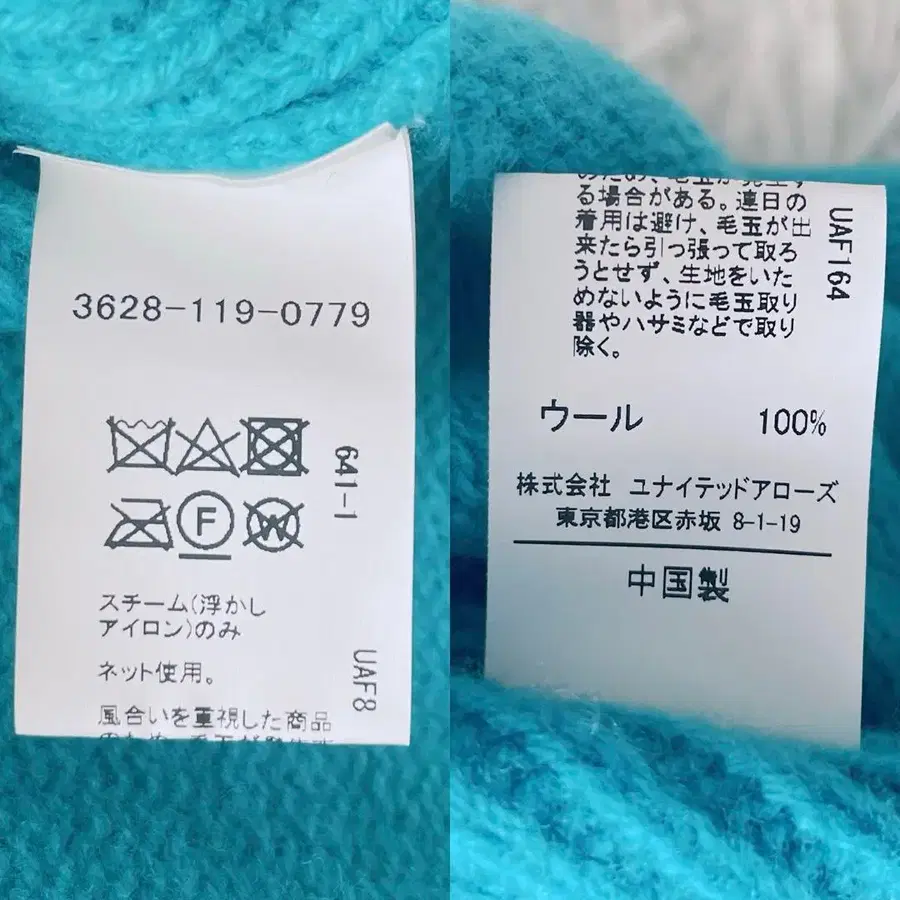 3628-119-0779
641-1
F
W
スチーム(浮かし
アイロン)のみ
ネット使用。
UAF8
風合いを重視した商品
る場合がある。連日の
着用は避け、毛玉が出
来たら引っ張って取ろ
うとせず、生地をいた
めないように毛玉取り
器やハサミなどで取り
除く。
UAF164
ウール 100%
株式会社 ユナイテッドアローズ
東京都港区赤坂 8-1-19
中国製